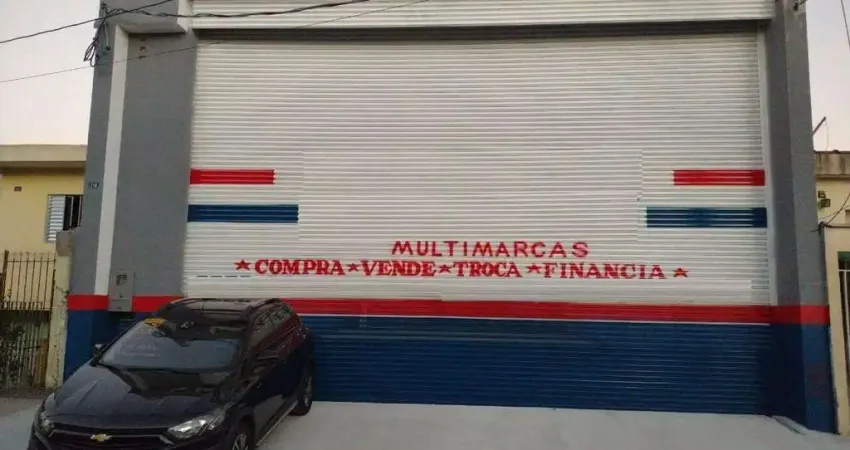 MULTIMARCAS
★COMPRA★VENDE★TROCA★FINANCIA★